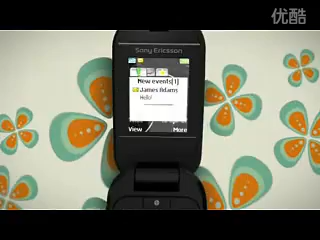 优酷
Sony Ericsson
New events[1]
James Adams
Hello!
View More